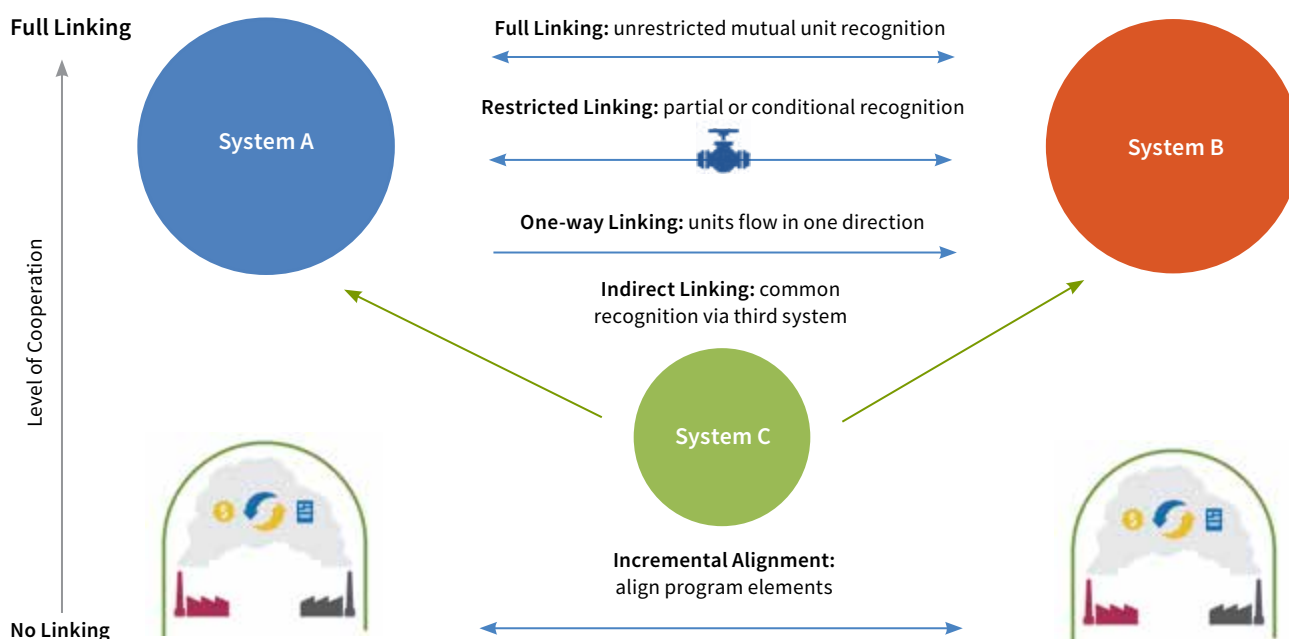 Full Linking
Full Linking: unrestricted mutual unit recognition
Restricted Linking: partial or conditional recognition
System A
System B
One-way Linking: units flow in one direction
Indirect Linking: common
recognition via third system
Level of Cooperation
System C
Incremental Alignment:
align program elements
No Linking